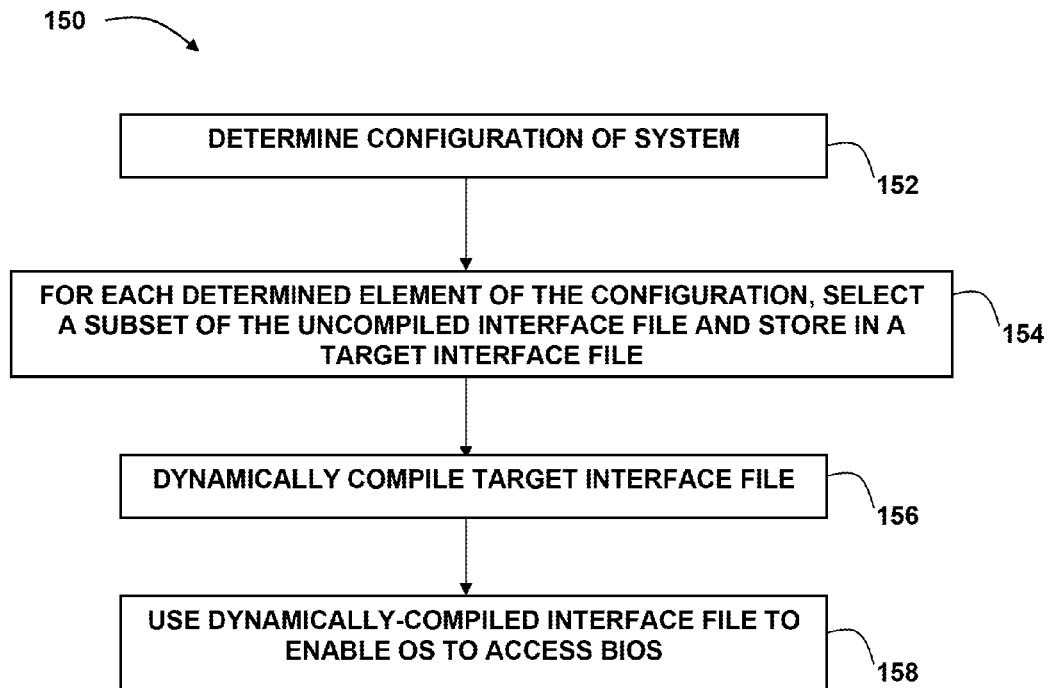 150
DETERMINE CONFIGURATION OF SYSTEM
152
FOR EACH DETERMINED ELEMENT OF THE CONFIGURATION, SELECT
A SUBSET OF THE UNCOMPILED INTERFACE FILE AND STORE IN A
TARGET INTERFACE FILE
154
DYNAMICALLY COMPILE TARGET INTERFACE FILE
156
USE DYNAMICALLY-COMPILED INTERFACE FILE TO
ENABLE OS TO ACCESS BIOS
158